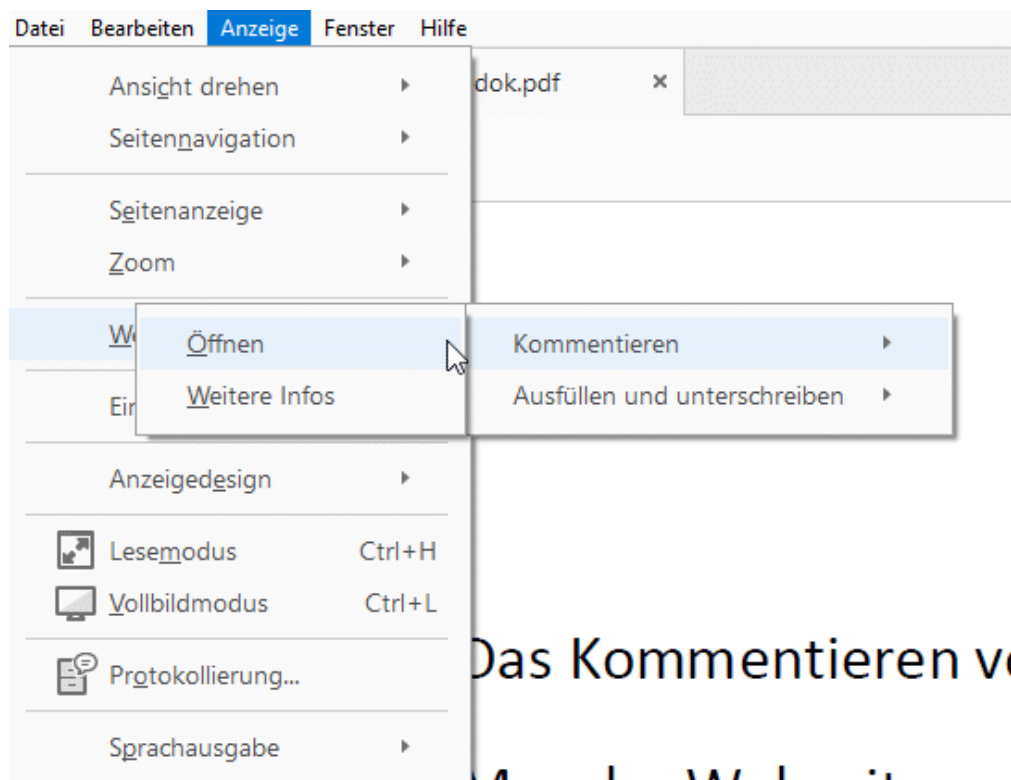 Datei Bearbeiten Anzeige Fenster Hilfe
dok.pdf ×
Ansicht drehen
Seitennavigation
Seitenanzeige
Zoom
Öffnen Kommentieren
Weitere Infos Ausfüllen und unterschreiben
Anzeigedesign
Lesemodus Ctrl+H
Vollbildmodus Ctrl+L
Das Kommentieren
Protokollierung...
Sprachausgabe